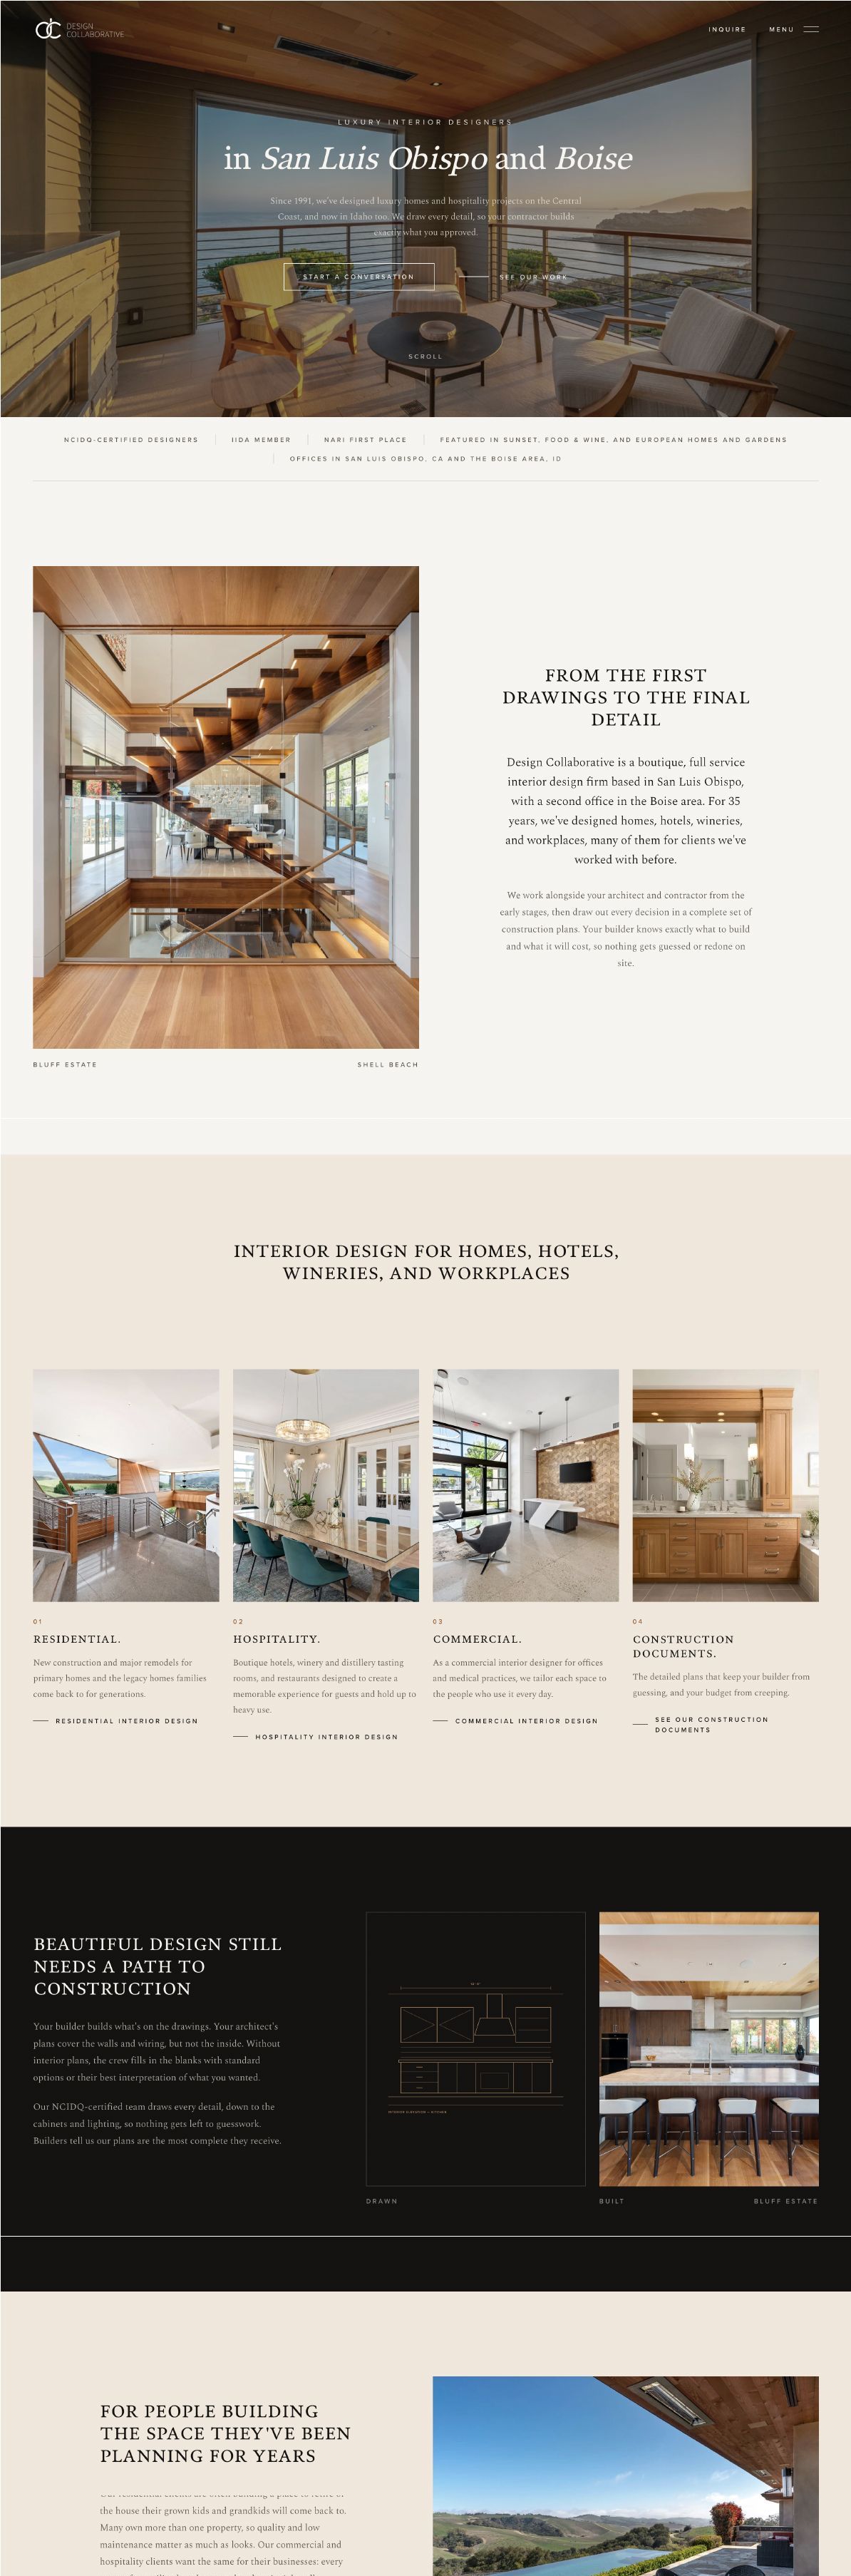 DC DESIGN
COLLABORATIVE
INQUIRE
MENU
LUXURY INTERIOR DESIGNERS
in San Luis Obispo and Boise
Since 1991, we've designed luxury homes and hospitality projects on the Central
Coast, and now in Idaho too. We draw every detail, so your contractor builds
exactly what you approved.
START A CONVERSATION
SEE OUR WORK
SCROLL
NCIDQ-CERTIFIED DESIGNERS
IIDA MEMBER
NARI FIRST PLACE
FEATURED IN SUNSET, FOOD & WINE, AND EUROPEAN HOMES AND GARDENS
OFFICES IN SAN LUIS OBISPO, CA AND THE BOISE AREA, ID
FROM THE FIRST
DRAWINGS TO THE FINAL
DETAIL
Design Collaborative is a boutique, full service
interior design firm based in San Luis Obispo,
with a second office in the Boise area. For 35
years, we've designed homes, hotels, wineries,
and workplaces, many of them for clients we've
worked with before.
We work alongside your architect and contractor from the
early stages, then draw out every decision in a complete set of
construction plans. Your builder knows exactly what to build
and what it will cost, so nothing gets guessed or redone on
site.
BLUFF ESTATE
SHELL BEACH
INTERIOR DESIGN FOR HOMES, HOTELS,
WINERIES, AND WORKPLACES
01
RESIDENTIAL.
New construction and major remodels for
primary homes and the legacy homes families
come back to for generations.
RESIDENTIAL INTERIOR DESIGN
02
HOSPITALITY.
Boutique hotels, winery and distillery tasting
rooms, and restaurants designed to create a
memorable experience for guests and hold up to
heavy use.
HOSPITALITY INTERIOR DESIGN
03
COMMERCIAL.
As a commercial interior designer for offices
and medical practices, we tailor each space to
the people who use it every day.
COMMERCIAL INTERIOR DESIGN
04
CONSTRUCTION
DOCUMENTS.
The detailed plans that keep your builder from
guessing, and your budget from creeping.
SEE OUR CONSTRUCTION
DOCUMENTS
BEAUTIFUL DESIGN STILL
NEEDS A PATH TO
CONSTRUCTION
Your builder builds what's on the drawings. Your architect's
plans cover the walls and wiring, but not the inside. Without
interior plans, the crew fills in the blanks with standard
options or their best interpretation of what you wanted.
Our NCIDQ-certified team draws every detail, down to the
cabinets and lighting, so nothing gets left to guesswork.
Builders tell us our plans are the most complete they receive.
INTERIOR ELEVATION – KITCHEN
DRAWN
BUILT
BLUFF ESTATE
FOR PEOPLE BUILDING
THE SPACE THEY'VE BEEN
PLANNING FOR YEARS
Our residential clients are often building a place to retire or
the house their grown kids and grandkids will come back to.
Many own more than one property, so quality and low
maintenance matter as much as looks. Our commercial and
hospitality clients want the same for their businesses: every